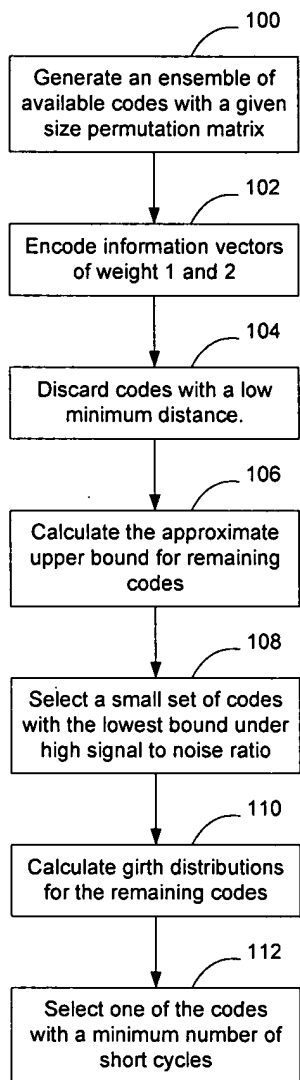 100
Generate an ensemble of
available codes with a given
size permutation matrix
102
Encode information vectors
of weight 1 and 2
104
Discard codes with a low
minimum distance.
106
Calculate the approximate
upper bound for remaining
codes
108
Select a small set of codes
with the lowest bound under
high signal to noise ratio
110
Calculate girth distributions
for the remaining codes
112
Select one of the codes
with a minimum number of
short cycles